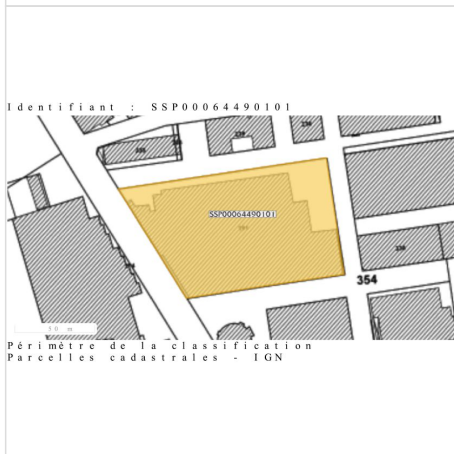 Identifiant : SSP00064490101
SSP00064490101
354
50 m
Périmètre de la classification
Parcelles cadastrales - IGN